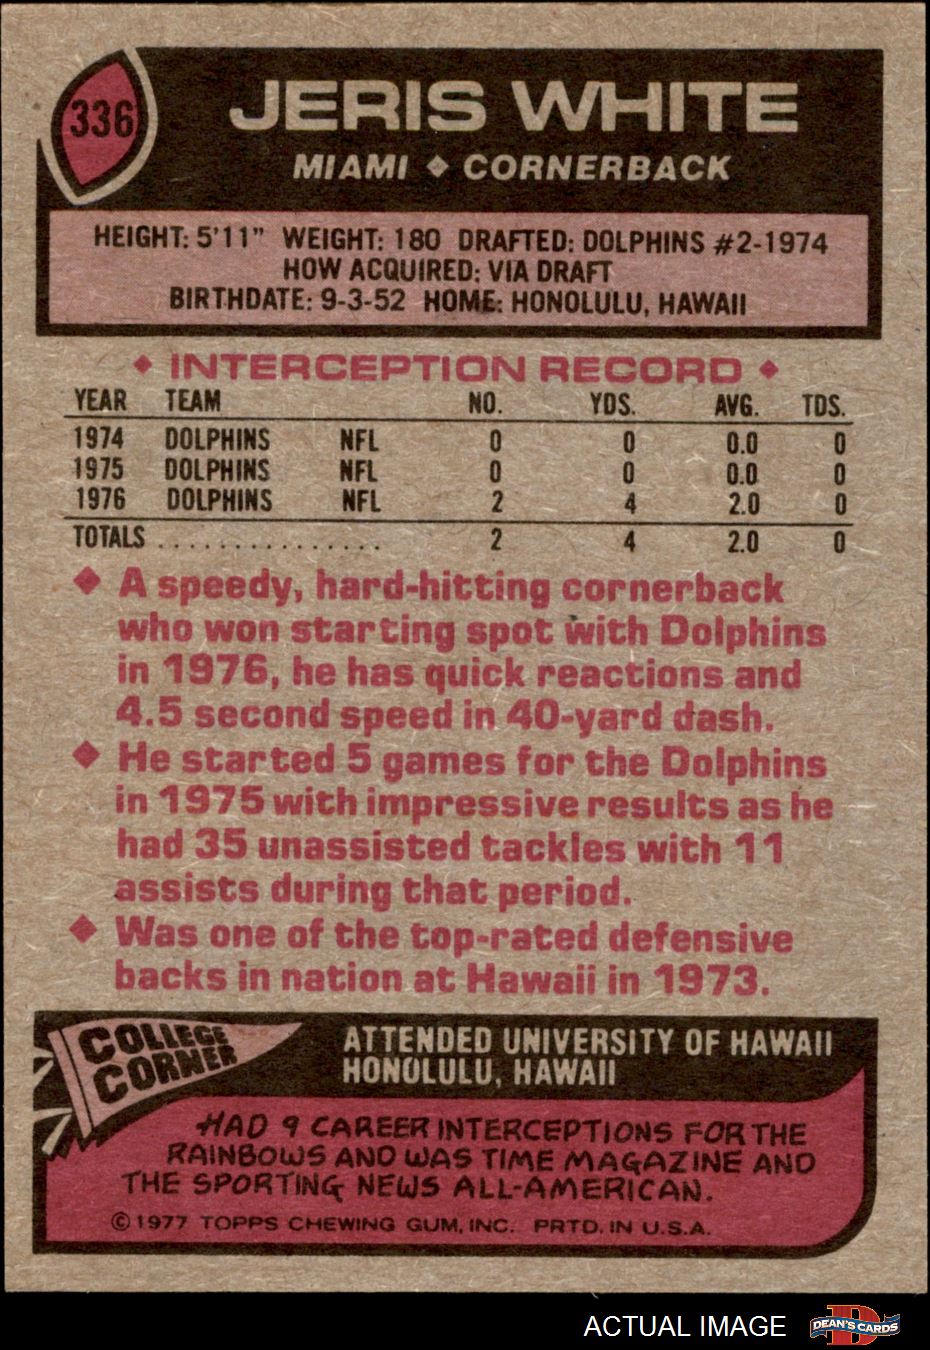 336
JERIS WHITE
MIAMI ♦ CORNERBACK
HEIGHT: 5'11" WEIGHT: 180 DRAFTED: DOLPHINS #2-1974
HOW ACQUIRED: VIA DRAFT
BIRTHDATE: 9-3-52 HOME: HONOLULU, HAWAII
♦ INTERCEPTION RECORD ♦
YEAR TEAM NO. YDS. AVG. TDS.
1974 DOLPHINS NFL 0 0 0.0 0
1975 DOLPHINS NFL 0 0 0.0 0
1976 DOLPHINS NFL 2 4 2.0 0
TOTALS ............... 2 4 2.0 0
♦ A speedy, hard-hitting cornerback
who won starting spot with Dolphins
in 1976, he has quick reactions and
4.5 second speed in 40-yard dash.
♦ He started 5 games for the Dolphins
in 1975 with impressive results as he
had 35 unassisted tackles with 11
assists during that period.
♦ Was one of the top-rated defensive
backs in nation at Hawaii in 1973.
COLLEGE
CORNER
ATTENDED UNIVERSITY OF HAWAII
HONOLULU, HAWAII
HAD 9 CAREER INTERCEPTIONS FOR THE
RAINBOWS AND WAS TIME MAGAZINE AND
THE SPORTING NEWS ALL-AMERICAN.
©1977 TOPPS CHEWING GUM, INC. PRTD. IN U.S.A.
ACTUAL IMAGE
D
DEAN'S CARDS